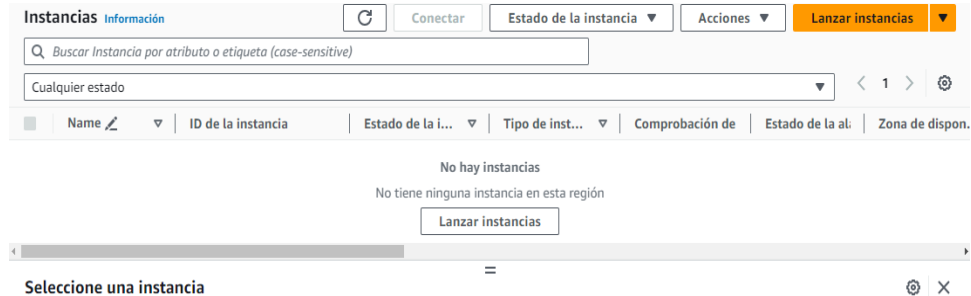 Instancias Información
Conectar
Estado de la instancia
Acciones
Lanzar instancias
Buscar Instancia por atributo o etiqueta (case-sensitive)
Cualquier estado
1
Name
ID de la instancia
Estado de la i...
Tipo de inst...
Comprobación de
Estado de la al
Zona de dispon.
No hay instancias
No tiene ninguna instancia en esta región
Lanzar instancias
Seleccione una instancia